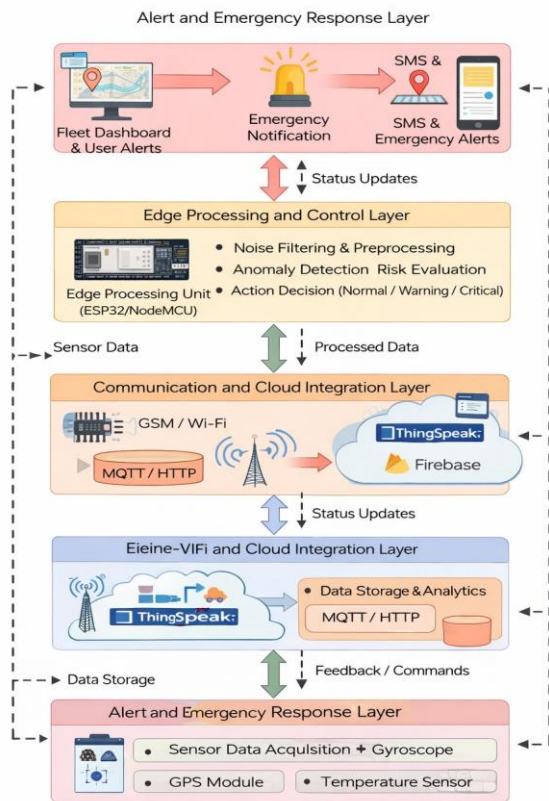 Alert and Emergency Response Layer
Fleet Dashboard
& User Alerts
Emergency
Notification
SMS &
SMS &
Emergency Alerts
Status Updates
Edge Processing and Control Layer
Edge Processing Unit
(ESP32/NodeMCU)
• Noise Filtering & Preprocessing
• Anomaly Detection Risk Evaluation
• Action Decision (Normal / Warning / Critical)
Sensor Data
Processed Data
Communication and Cloud Integration Layer
GSM / Wi-Fi
MQTT / HTTP
ThingSpeak:
Firebase
Status Updates
Eieine-VIFi and Cloud Integration Layer
ThingSpeak:
• Data Storage & Analytics
MQTT / HTTP
Data Storage
Feedback / Commands
Alert and Emergency Response Layer
• Sensor Data Acqulsition + Gyroscope
• GPS Module
• Temperature Sensor